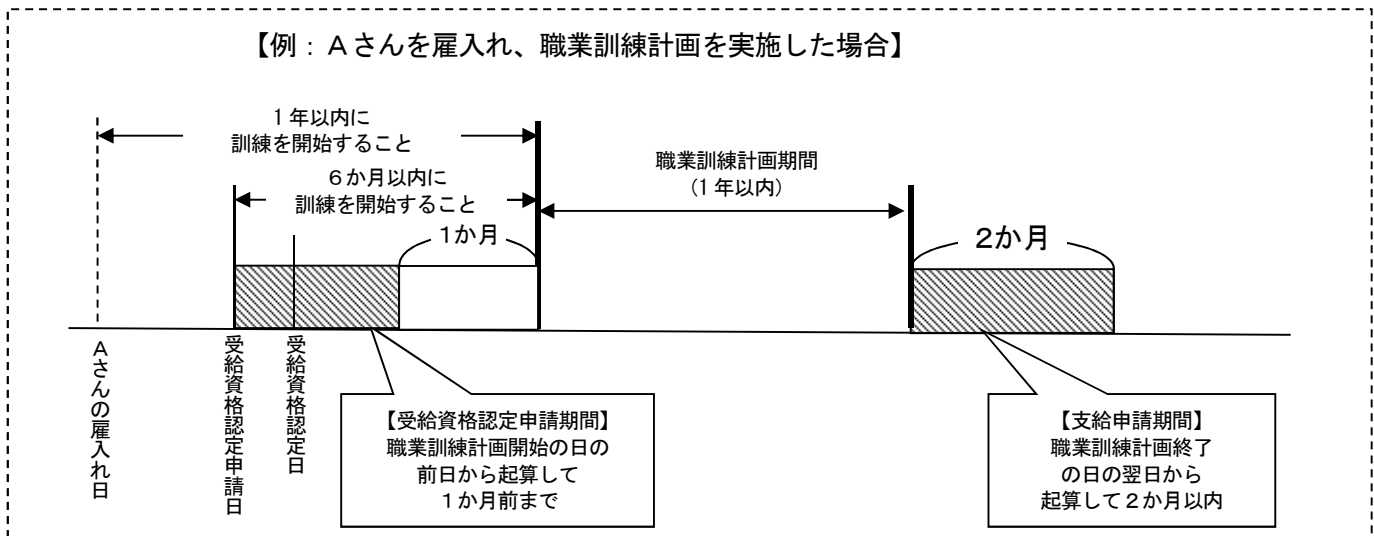 【例：Ａさんを雇入れ、職業訓練計画を実施した場合】
１年以内に
訓練を開始すること
６か月以内に
訓練を開始すること
１か月
職業訓練計画期間
（１年以内）
２か月
Ａさんの雇入れ日
受給資格認定申請日
受給資格認定日
【受給資格認定申請期間】
職業訓練計画開始の日の
前日から起算して
１か月前まで
【支給申請期間】
職業訓練計画終了
の日の翌日から
起算して２か月以内